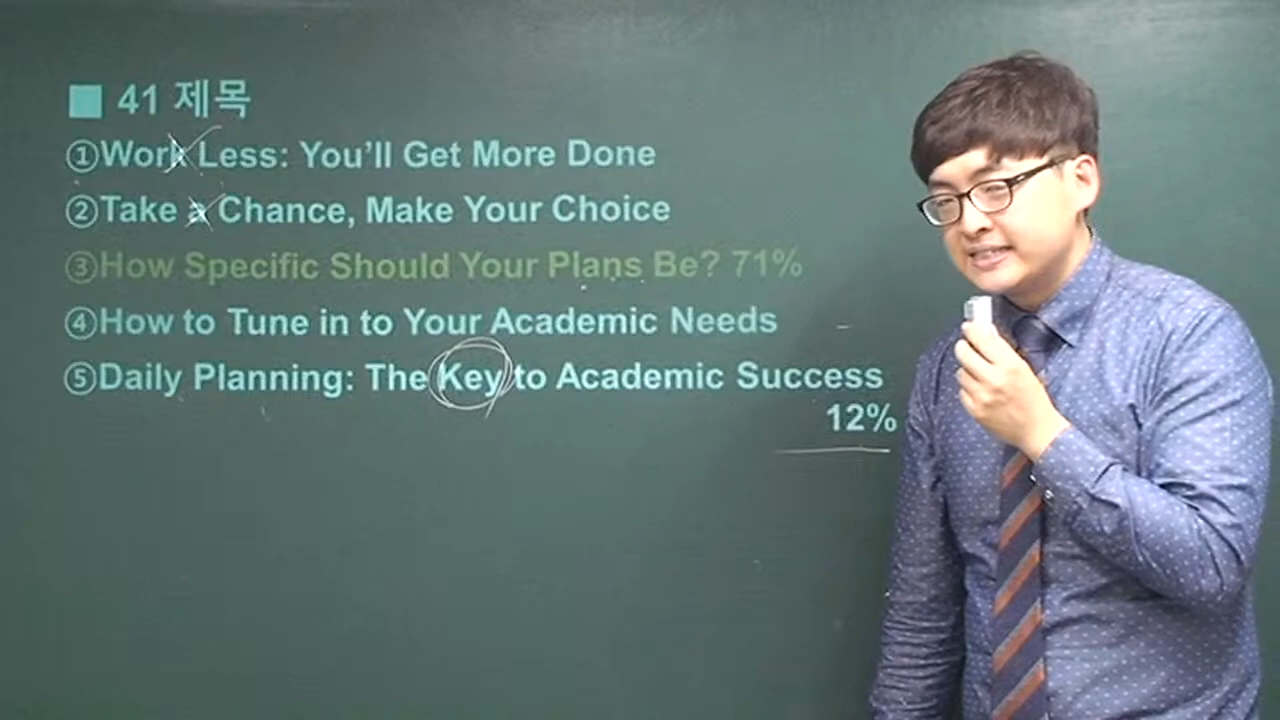 ■ 41 제목
①Work Less: You'll Get More Done
②Take a Chance, Make Your Choice
③How Specific Should Your Plans Be? 71%
④How to Tune in to Your Academic Needs
⑤Daily Planning: The Key to Academic Success
12%